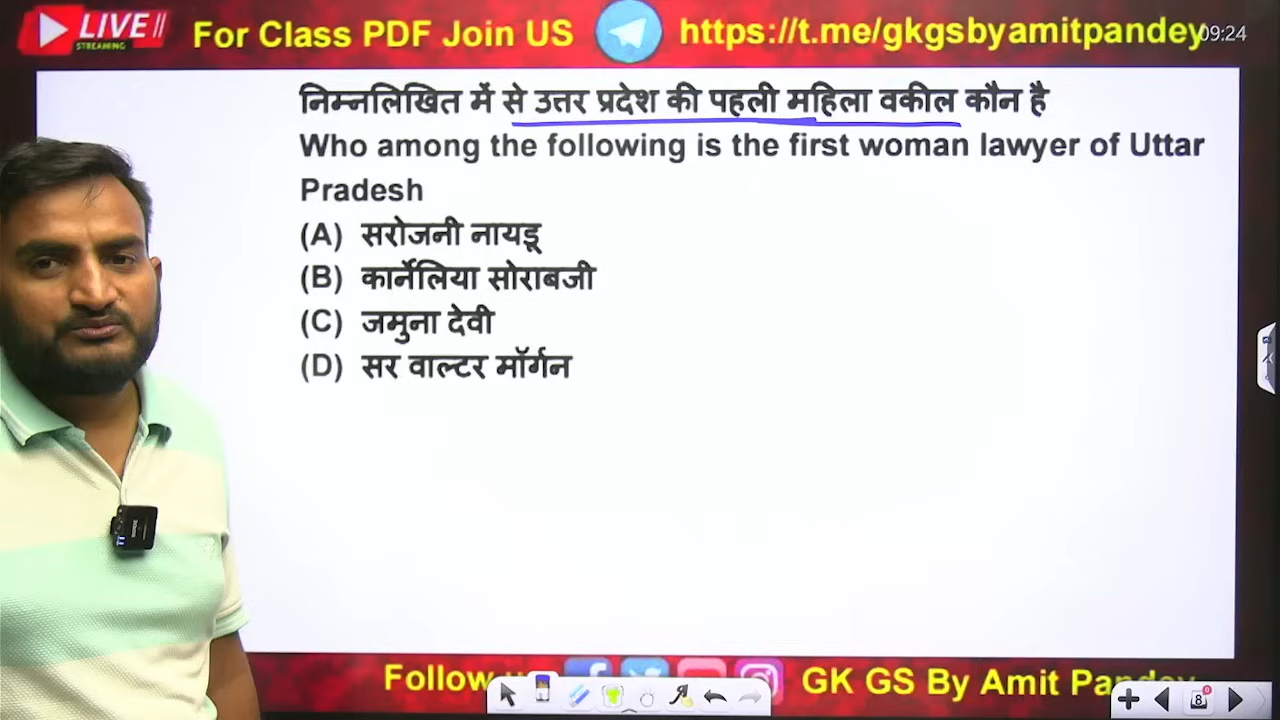 LIVE
STREAMING
For Class PDF Join US
https://t.me/gkgsbyamitpandey
09:24
निम्नलिखित में से उत्तर प्रदेश की पहली महिला वकील कौन है
Who among the following is the first woman lawyer of Uttar
Pradesh
(A) सरोजनी नायडू
(B) कार्नेलिया सोराबजी
(C) जमुना देवी
(D) सर वाल्टर मॉर्गन
Follow
GK GS By Amit Pandey
8